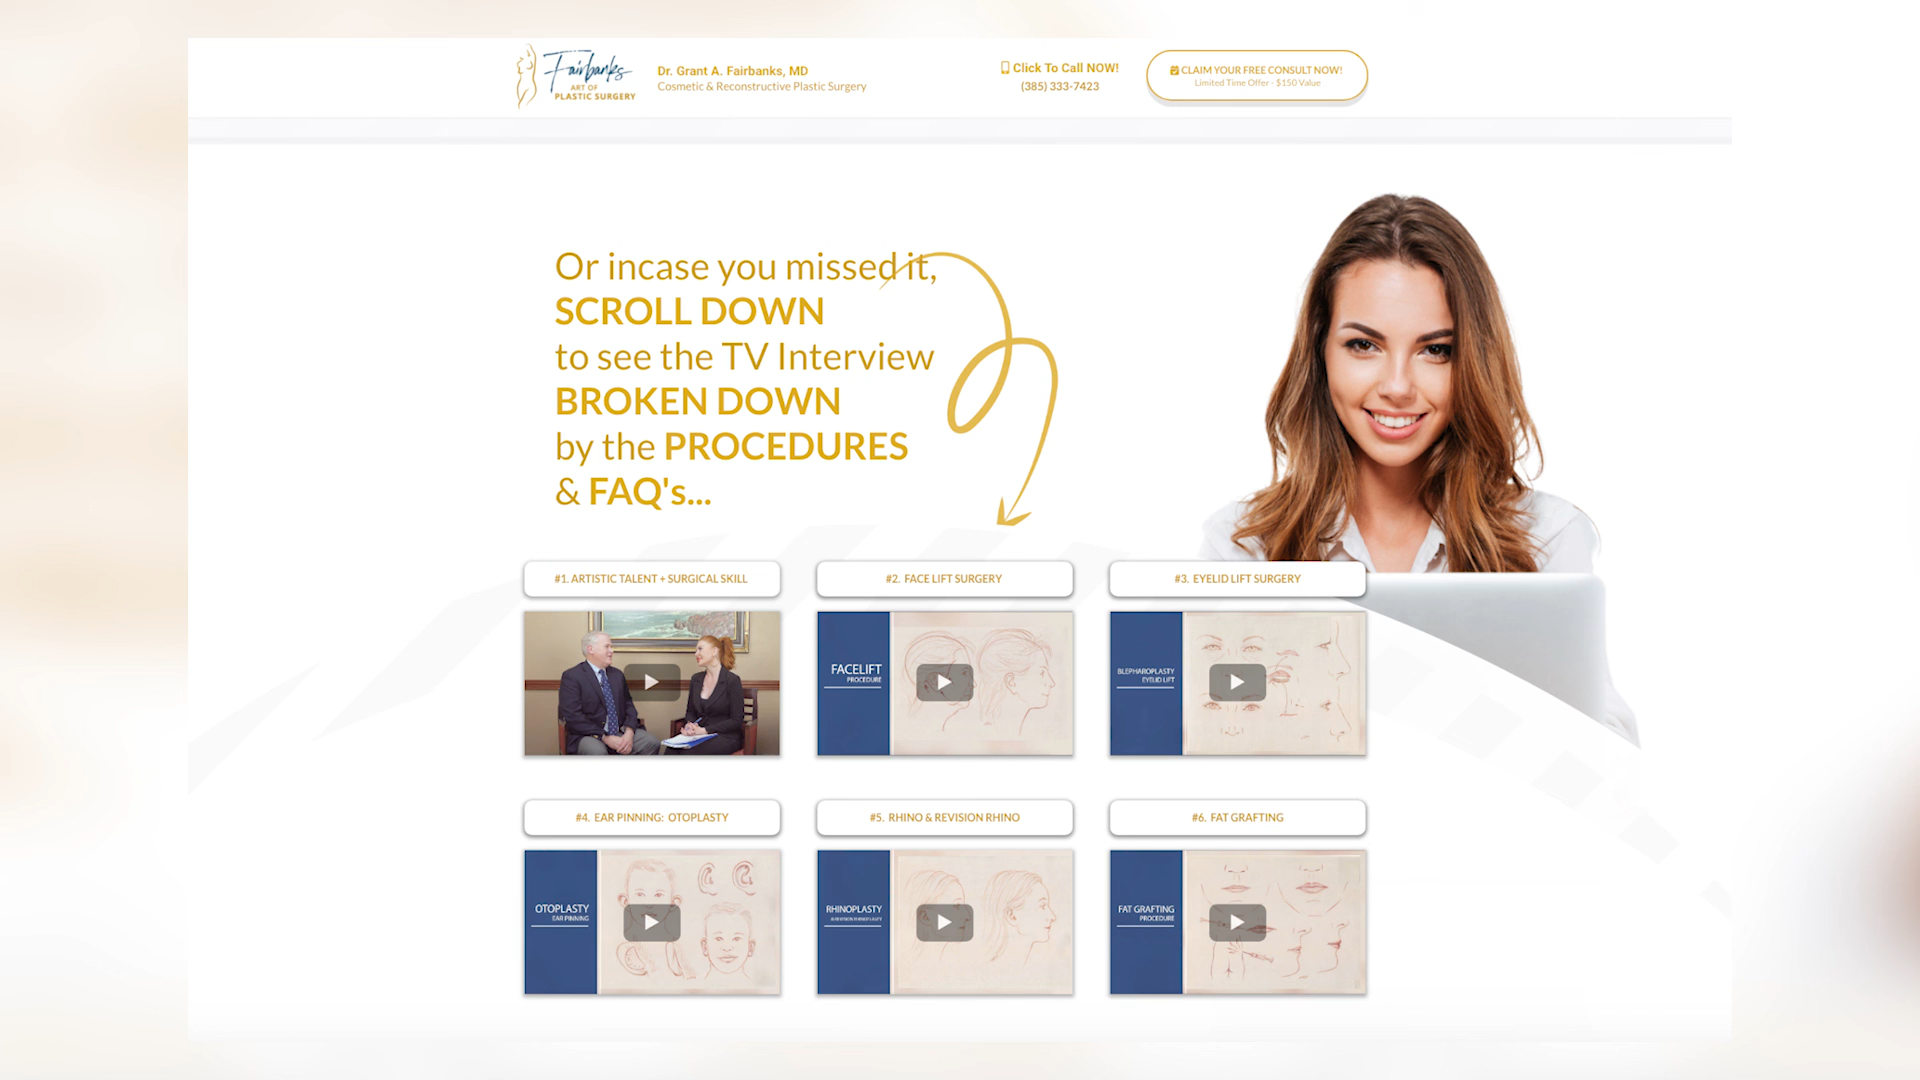 Fairbanks
ART OF
PLASTIC SURGERY
Dr. Grant A. Fairbanks, MD
Cosmetic & Reconstructive Plastic Surgery
Click To Call NOW!
(385) 333-7423
CLAIM YOUR FREE CONSULT NOW!
Limited Time Offer - $150 Value
Or incase you missed it,
SCROLL DOWN
to see the TV Interview
BROKEN DOWN
by the PROCEDURES
& FAQ's...
#1. ARTISTIC TALENT + SURGICAL SKILL
#2. FACE LIFT SURGERY
#3. EYELID LIFT SURGERY
FACELIFT
PROCEDURE
BLEPHAROPLASTY
EYELID LIFT
#4. EAR PINNING: OTOPLASTY
#5. RHINO & REVISION RHINO
#6. FAT GRAFTING
OTOPLASTY
EAR PINNING
RHINOPLASTY
& REVISION RHINOPLASTY
FAT GRAFTING
PROCEDURE